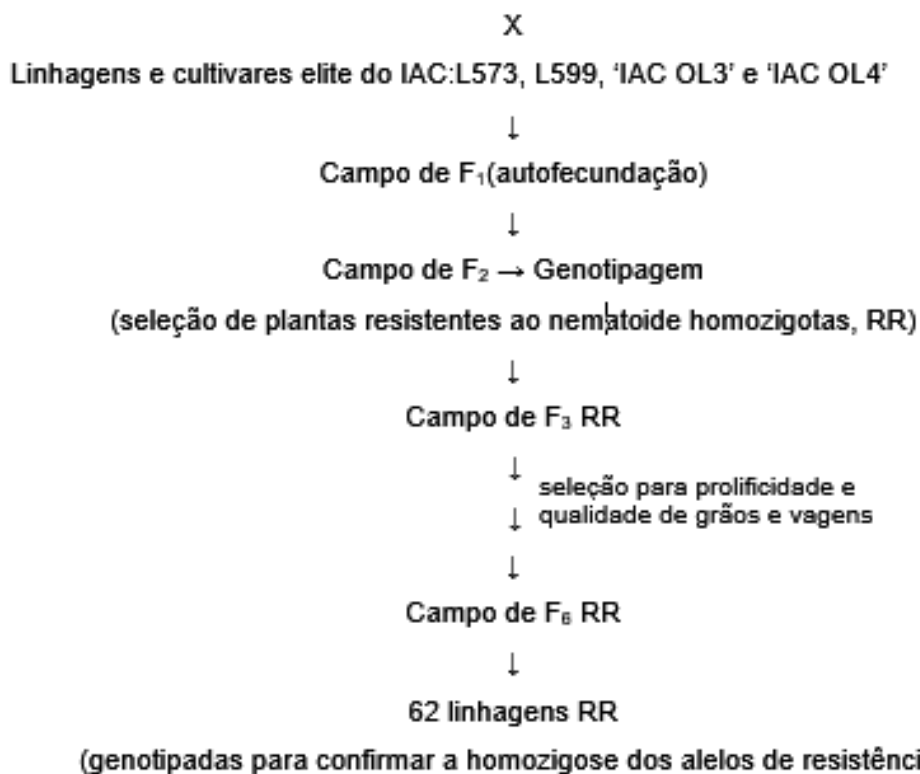 X
Linhagens e cultivares elite do IAC:L573, L599, ‘IAC OL3’ e ‘IAC OL4’
↓
Campo de F₁(autofecundação)
↓
Campo de F₂ → Genotipagem
(seleção de plantas resistentes ao nematoide homozigotas, RR)
↓
Campo de F₃ RR
↓
seleção para prolificidade e
↓ qualidade de grãos e vagens
↓
Campo de F₆ RR
↓
62 linhagens RR
(genotipadas para confirmar a homozigose dos alelos de resistênci